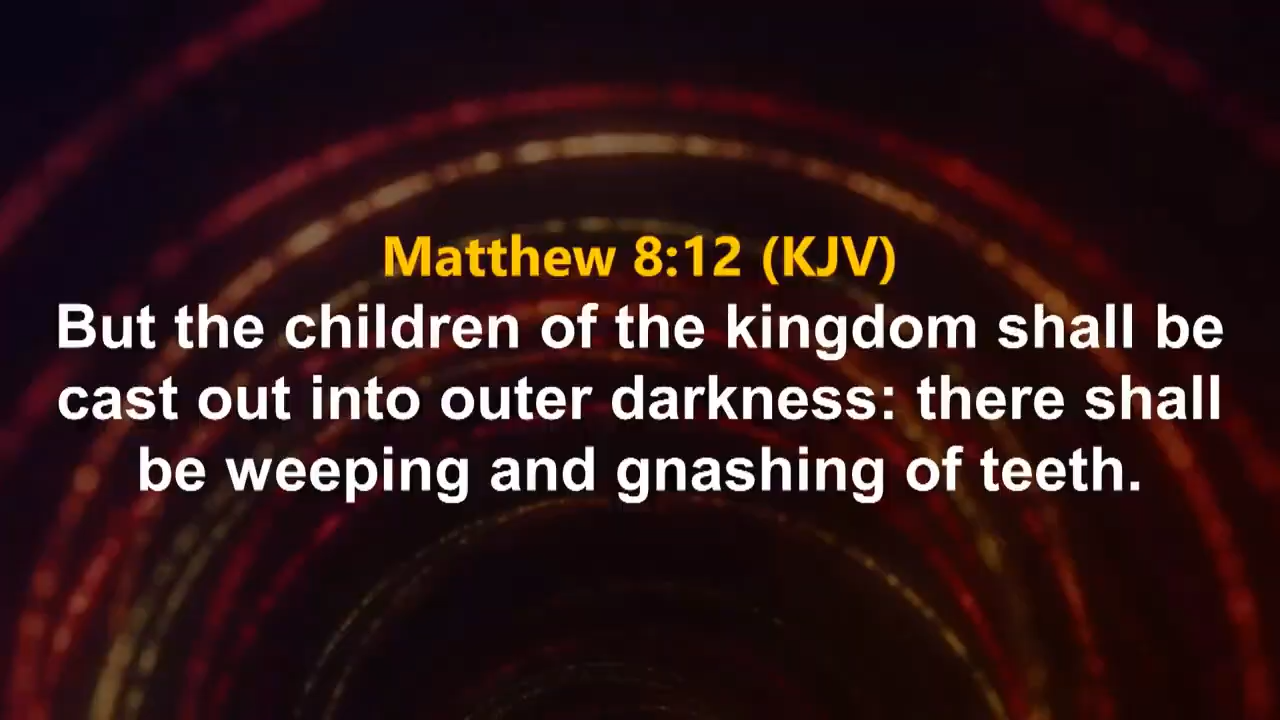 Matthew 8:12 (KJV)
But the children of the kingdom shall be
cast out into outer darkness: there shall
be weeping and gnashing of teeth.